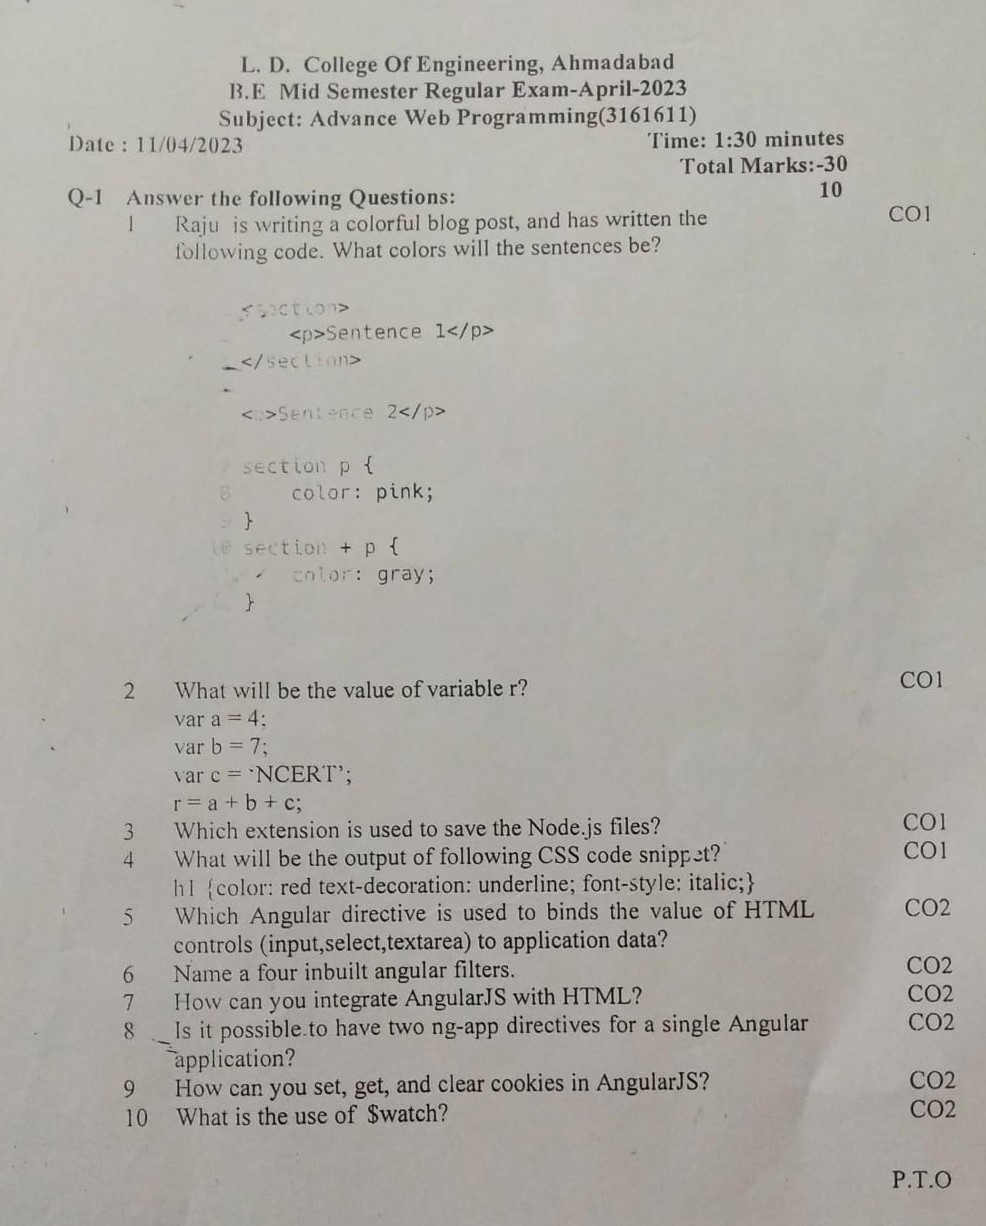 L. D. College Of Engineering, Ahmadabad
B.E Mid Semester Regular Exam-April-2023
Subject: Advance Web Programming(3161611)
Date : 11/04/2023 Time: 1:30 minutes
Total Marks:-30
Q-1 Answer the following Questions: 10
1 Raju is writing a colorful blog post, and has written the CO1
following code. What colors will the sentences be?
<section>
<p>Sentence 1</p>
</section>
< >Sentence 2</p>
section p {
8 color: pink;
}
section + p {
color: gray;
}
2 What will be the value of variable r? CO1
var a = 4;
var b = 7;
var c = ‘NCERT’;
r = a + b + c;
3 Which extension is used to save the Node.js files? CO1
4 What will be the output of following CSS code snippet? CO1
h1 {color: red text-decoration: underline; font-style: italic;}
5 Which Angular directive is used to binds the value of HTML CO2
controls (input,select,textarea) to application data?
6 Name a four inbuilt angular filters. CO2
7 How can you integrate AngularJS with HTML? CO2
8 Is it possible to have two ng-app directives for a single Angular CO2
application?
9 How can you set, get, and clear cookies in AngularJS? CO2
10 What is the use of $watch? CO2
P.T.O